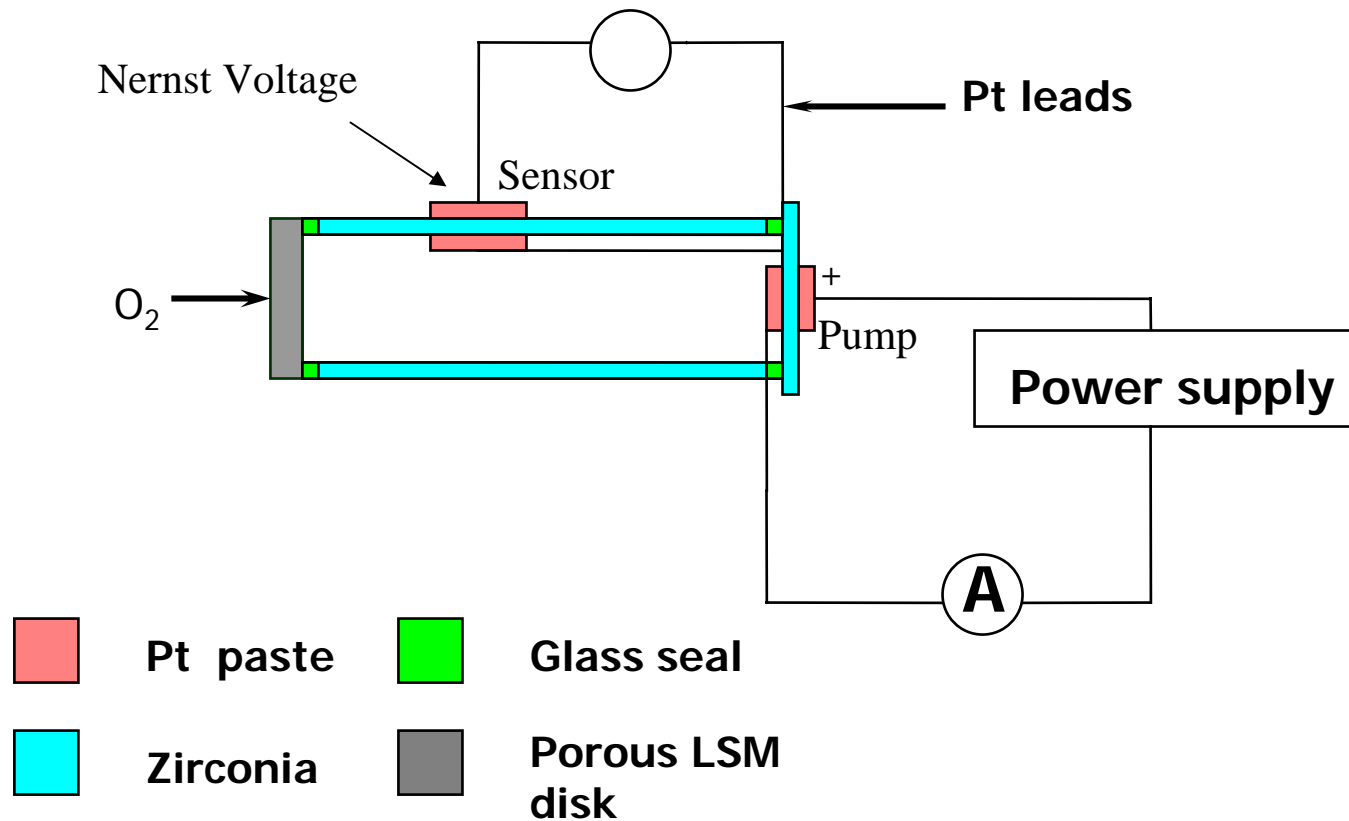 Nernst Voltage
Pt leads
Sensor
O₂
+
Pump
Power supply
A
Pt paste
Glass seal
Zirconia
Porous LSM
disk